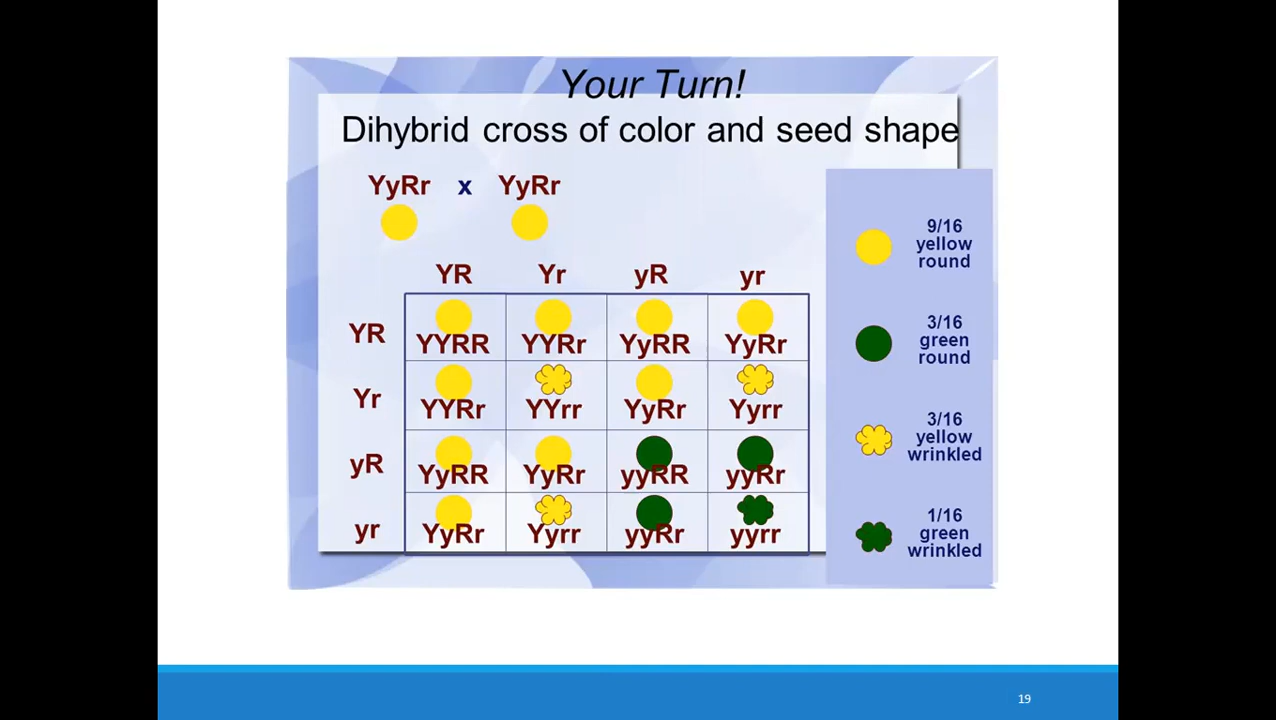 Your Turn!
Dihybrid cross of color and seed shape
YyRr x YyRr
YR Yr yR yr
YR YYRR YYRr YyRR YyRr
Yr YYRr YYrr YyRr Yyrr
yR YyRR YyRr yyRR yyRr
yr YyRr Yyrr yyRr yyrr
9/16
yellow
round
3/16
green
round
3/16
yellow
wrinkled
1/16
green
wrinkled
19